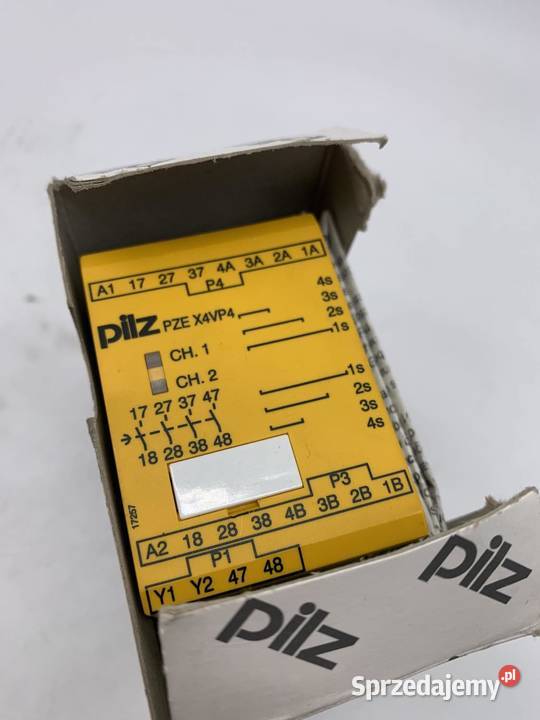 A1 17 27 37 4A 3A 2A 1A
P4
pilz PZE X4VP4
4s
3s
2s
1s
CH. 1
CH. 2
1s
2s
3s
4s
17 27 37 47
18 28 38 48
17257
P3
A2 18 28 38 4B 3B 2B 1B
P1
Y1 Y2 47 48
pilz
pilz
Sprzedajemy.pl